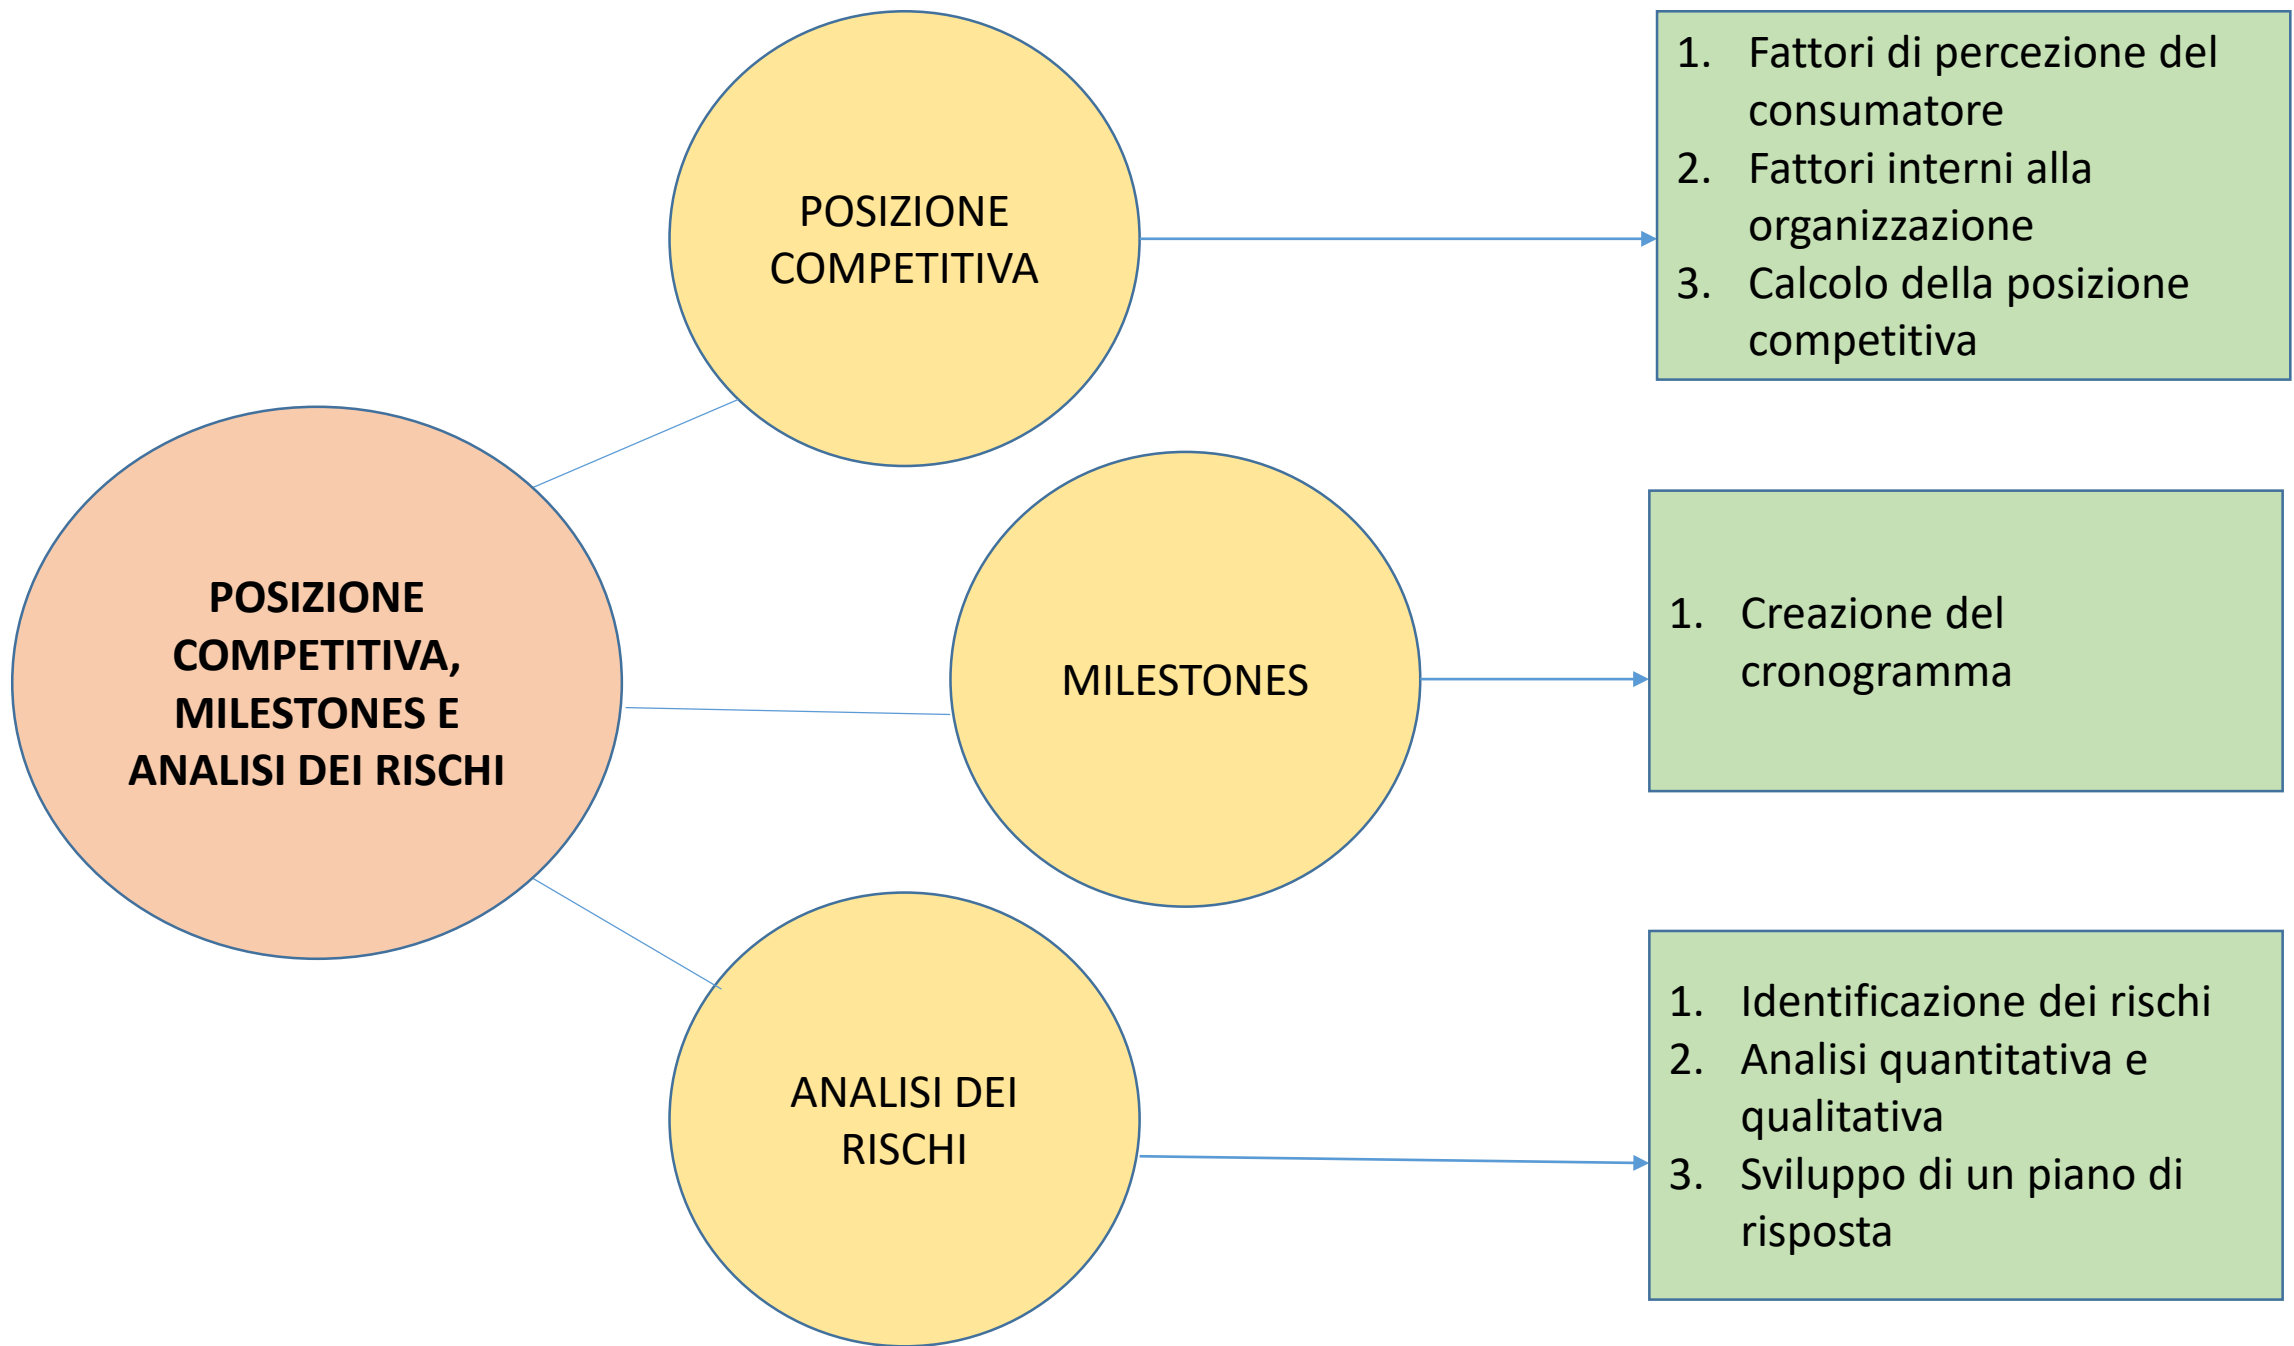 POSIZIONE
COMPETITIVA,
MILESTONES E
ANALISI DEI RISCHI
POSIZIONE
COMPETITIVA
1. Fattori di percezione del
consumatore
2. Fattori interni alla
organizzazione
3. Calcolo della posizione
competitiva
MILESTONES
1. Creazione del
cronogramma
ANALISI DEI
RISCHI
1. Identificazione dei rischi
2. Analisi quantitativa e
qualitativa
3. Sviluppo di un piano di
risposta